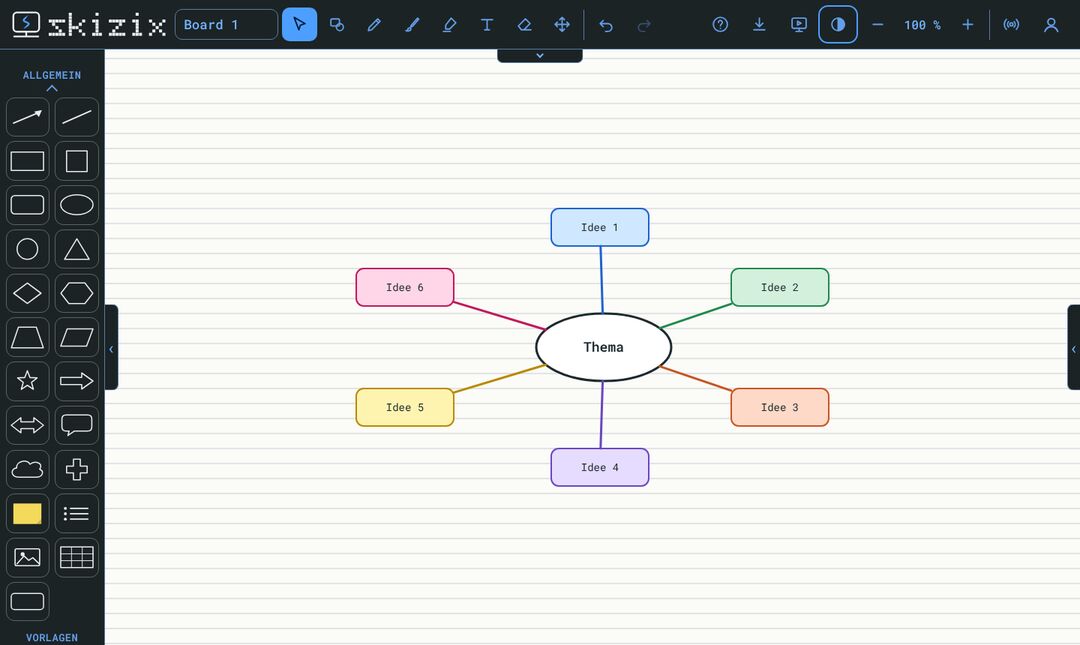 skizix
Board 1
100 %
ALLGEMEIN
Idee 1
Idee 6
Idee 2
Thema
Idee 5
Idee 3
Idee 4
VORLAGEN